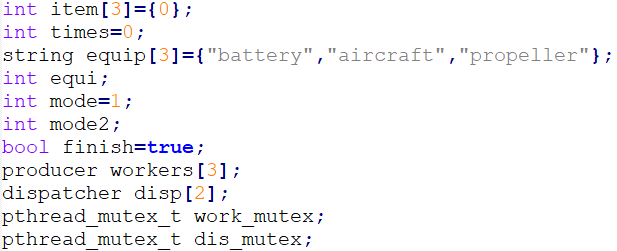 int item[3]={0};
int times=0;
string equip[3]={"battery","aircraft","propeller"};
int equi;
int mode=1;
int mode2;
bool finish=true;
producer workers[3];
dispatcher disp[2];
pthread_mutex_t work_mutex;
pthread_mutex_t dis_mutex;